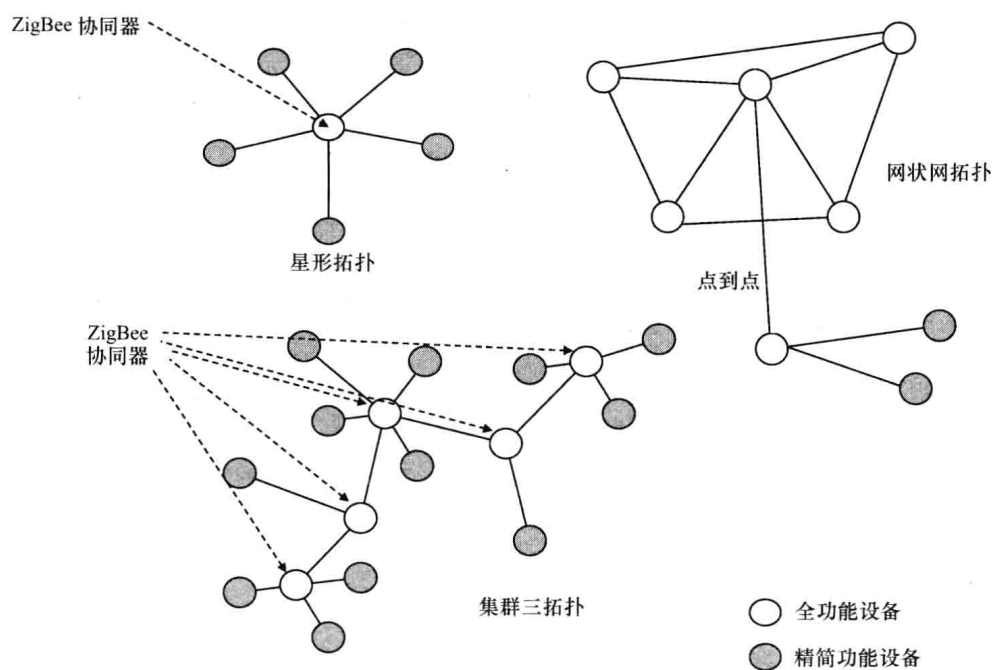 ZigBee 协同器
网状网拓扑
星形拓扑
点到点
ZigBee
协同器
集群三拓扑
全功能设备
精简功能设备